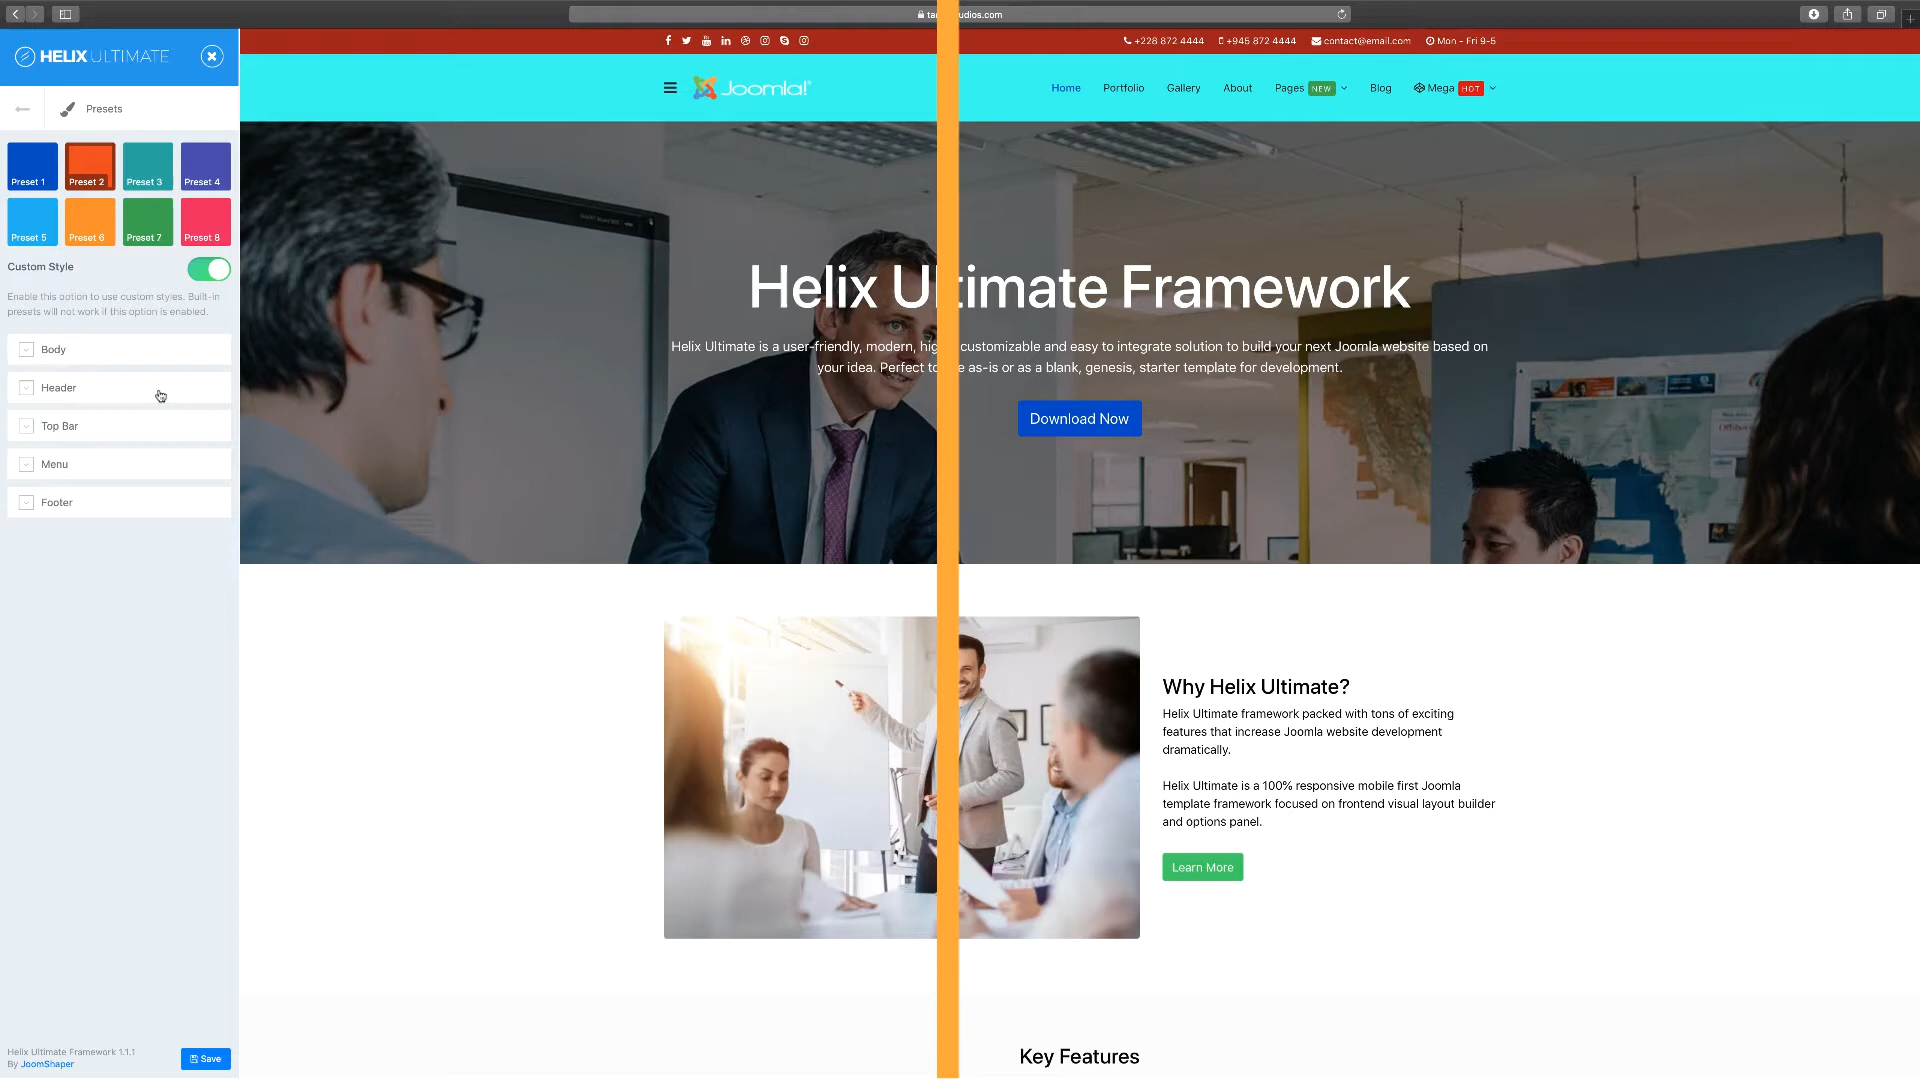 HELIX ULTIMATE
Presets
Preset 1
Preset 2
Preset 3
Preset 4
Preset 5
Preset 6
Preset 7
Preset 8
Custom Style
Enable this option to use custom styles. Built-in
presets will not work if this option is enabled.
Body
Header
Top Bar
Menu
Footer
Helix Ultimate Framework 1.1.1
By JoomShaper
Save
+228 872 4444
+945 872 4444
contact@email.com
Mon - Fri 9-5
Joomla!
Home
Portfolio
Gallery
About
Pages NEW
Blog
Mega HOT
Helix Ultimate Framework
Helix Ultimate is a user-friendly, modern, customizable and easy to integrate solution to build your next Joomla website based on
your idea. Perfect as-is or as a blank, genesis, starter template for development.
Download Now
Why Helix Ultimate?
Helix Ultimate framework packed with tons of exciting
features that increase Joomla website development
dramatically.
Helix Ultimate is a 100% responsive mobile first Joomla
template framework focused on frontend visual layout builder
and options panel.
Learn More
Key Features